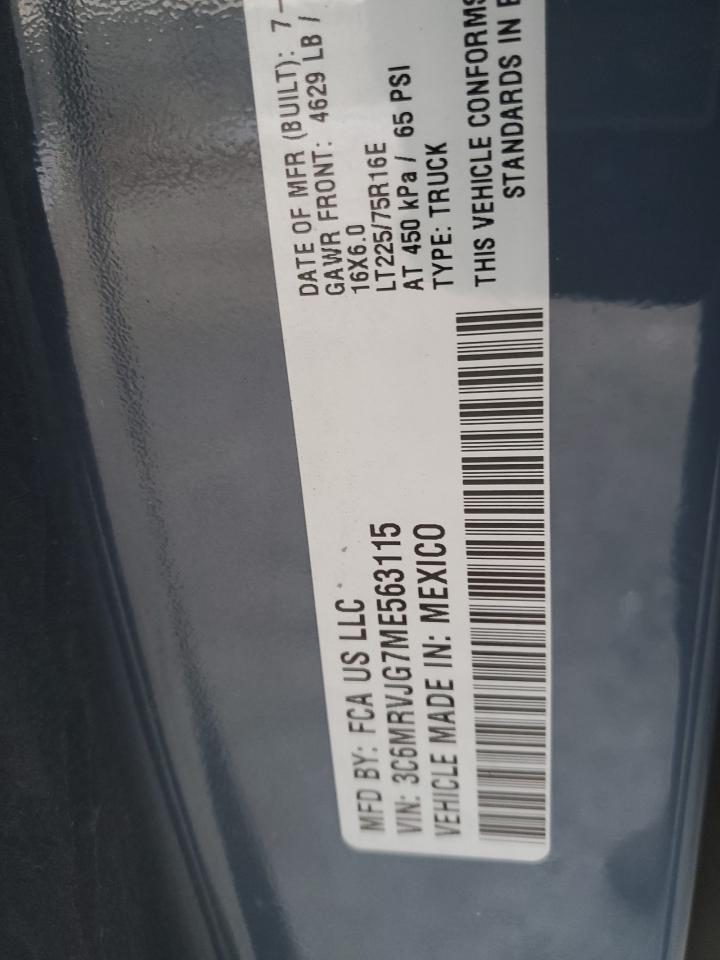 MFD BY: FCA US LLC
VIN: 3C6MRVJG7ME563115
VEHICLE MADE IN: MEXICO
DATE OF MFR (BUILT): 7 -
GAWR FRONT: 4629 LB /
16X6.0
LT225/75R16E
AT 450 kPa / 65 PSI
TYPE: TRUCK
THIS VEHICLE CONFORMS
STANDARDS IN E